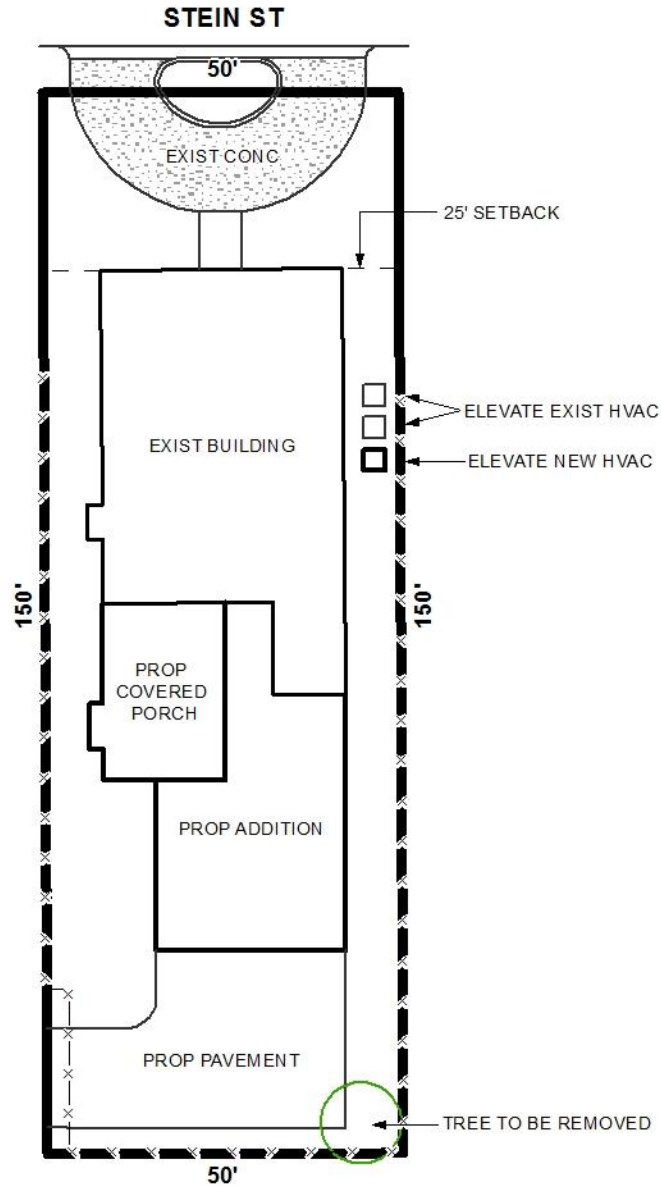 STEIN ST
50'
EXIST CONC
25' SETBACK
ELEVATE EXIST HVAC
EXIST BUILDING
ELEVATE NEW HVAC
150'
150'
PROP
COVERED
PORCH
PROP ADDITION
PROP PAVEMENT
TREE TO BE REMOVED
50'